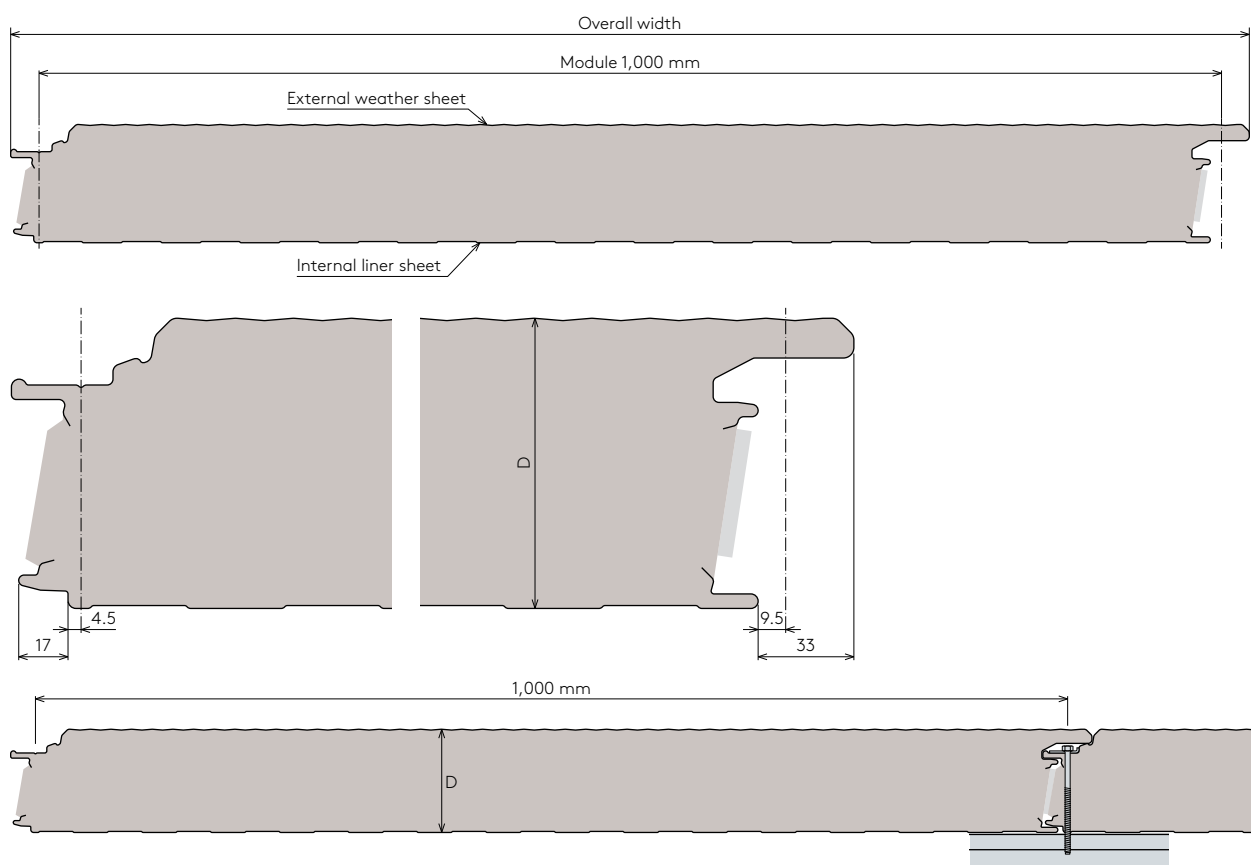 Overall width
Module 1,000 mm
External weather sheet
Internal liner sheet
D
4.5
17
9.5
33
1,000 mm
D